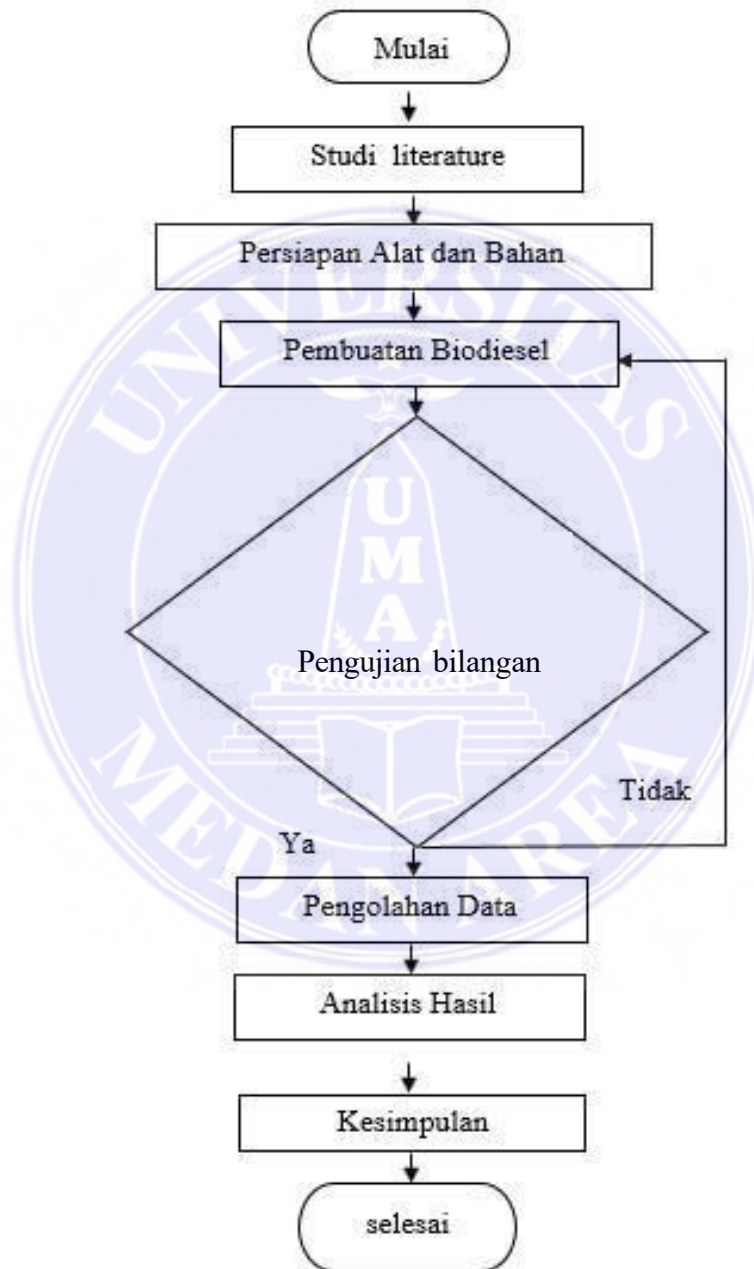 Mulai
Studi literature
Persiapan Alat dan Bahan
Pembuatan Biodiesel
UNIVERSITAS
U
M
A
Pengujian bilangan
MEDAN AREA
Tidak
Ya
Pengolahan Data
Analisis Hasil
Kesimpulan
selesai